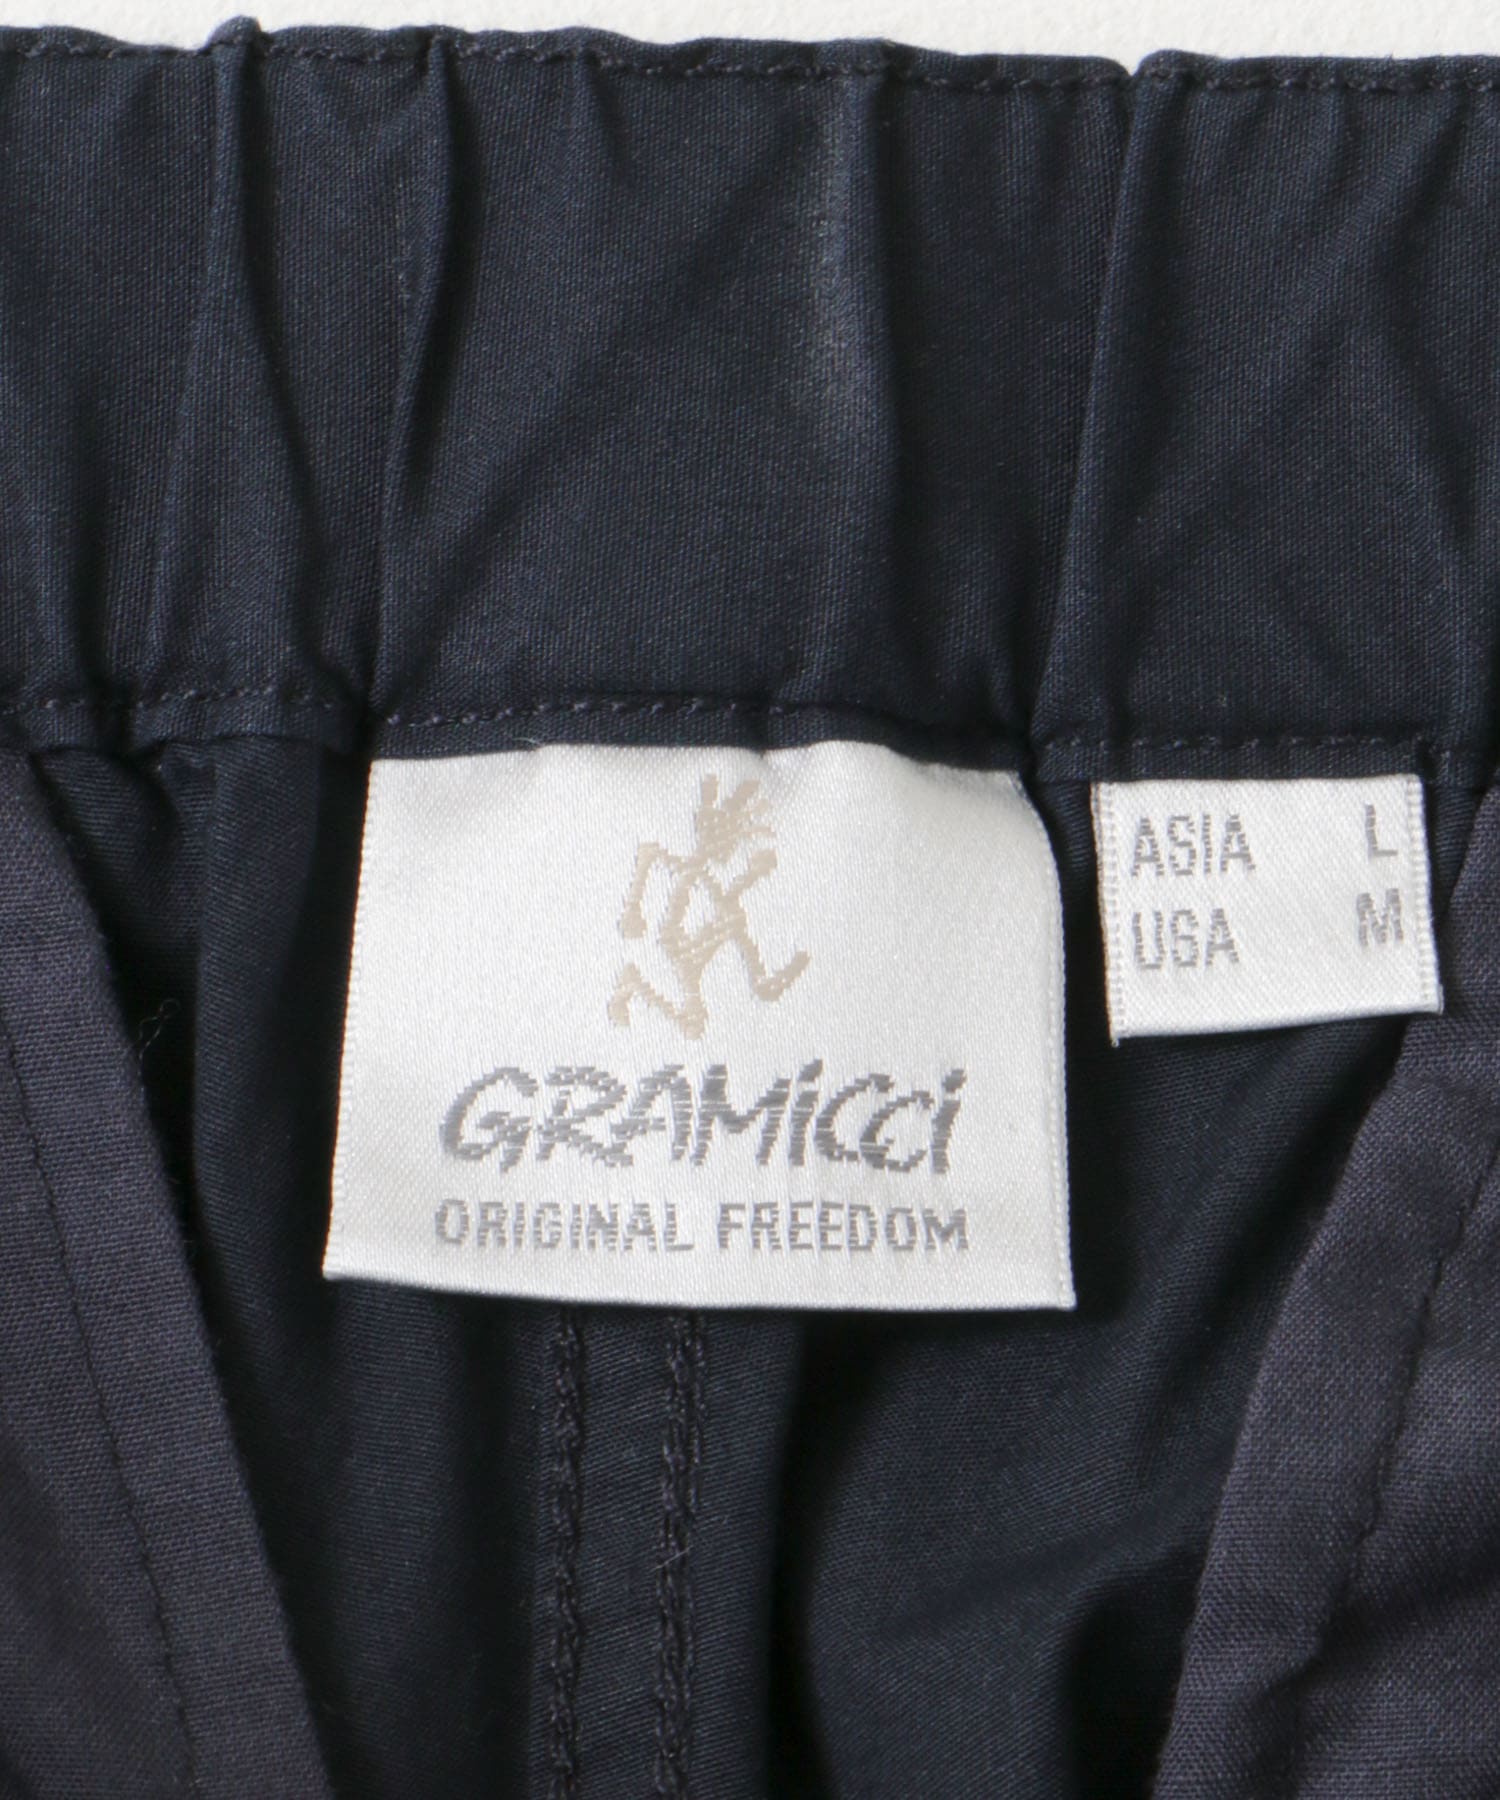 GRAMiCCi
ORIGINAL FREEDOM
ASIA L
USA M